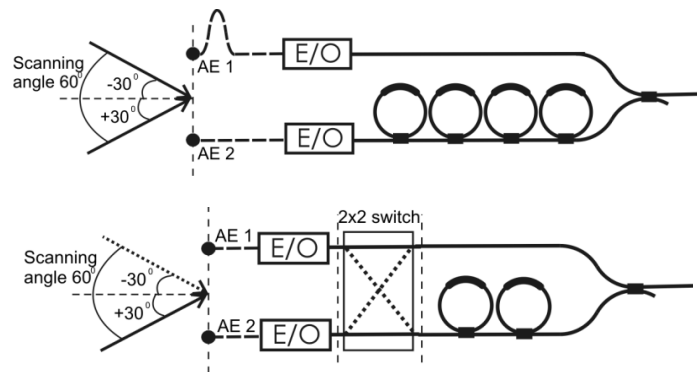 Scanning
angle 60⁰
-30⁰
+30⁰
AE 1
E/O
AE 2
E/O
2x2 switch
Scanning
angle 60⁰
-30⁰
+30⁰
AE 1
E/O
AE 2
E/O